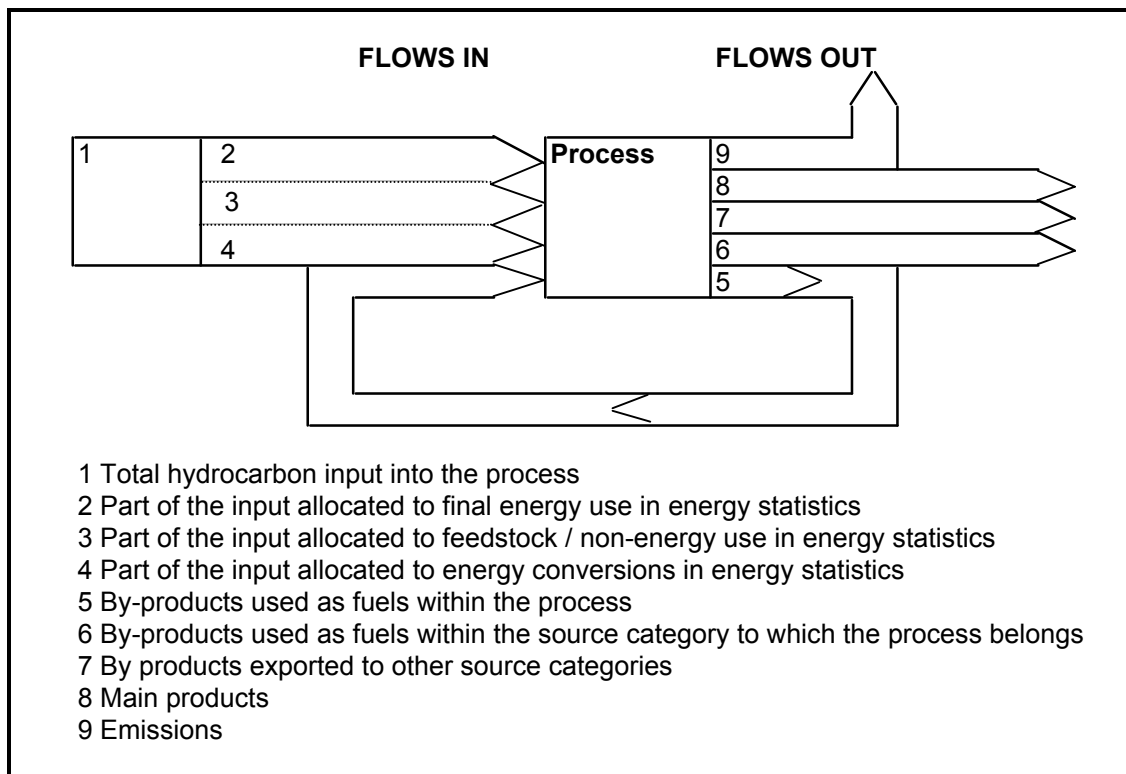 FLOWS IN FLOWS OUT
1 2 Process 9
8
3 7
4 6
5
1 Total hydrocarbon input into the process
2 Part of the input allocated to final energy use in energy statistics
3 Part of the input allocated to feedstock / non-energy use in energy statistics
4 Part of the input allocated to energy conversions in energy statistics
5 By-products used as fuels within the process
6 By-products used as fuels within the source category to which the process belongs
7 By products exported to other source categories
8 Main products
9 Emissions